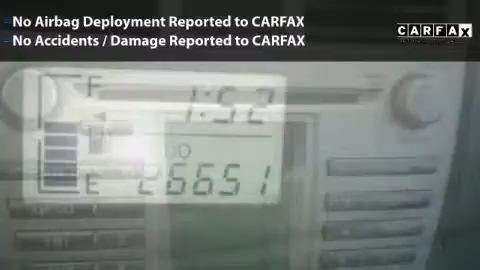 No Airbag Deployment Reported to CARFAX
No Accidents / Damage Reported to CARFAX
CARFAX
F
1:52
E
26651